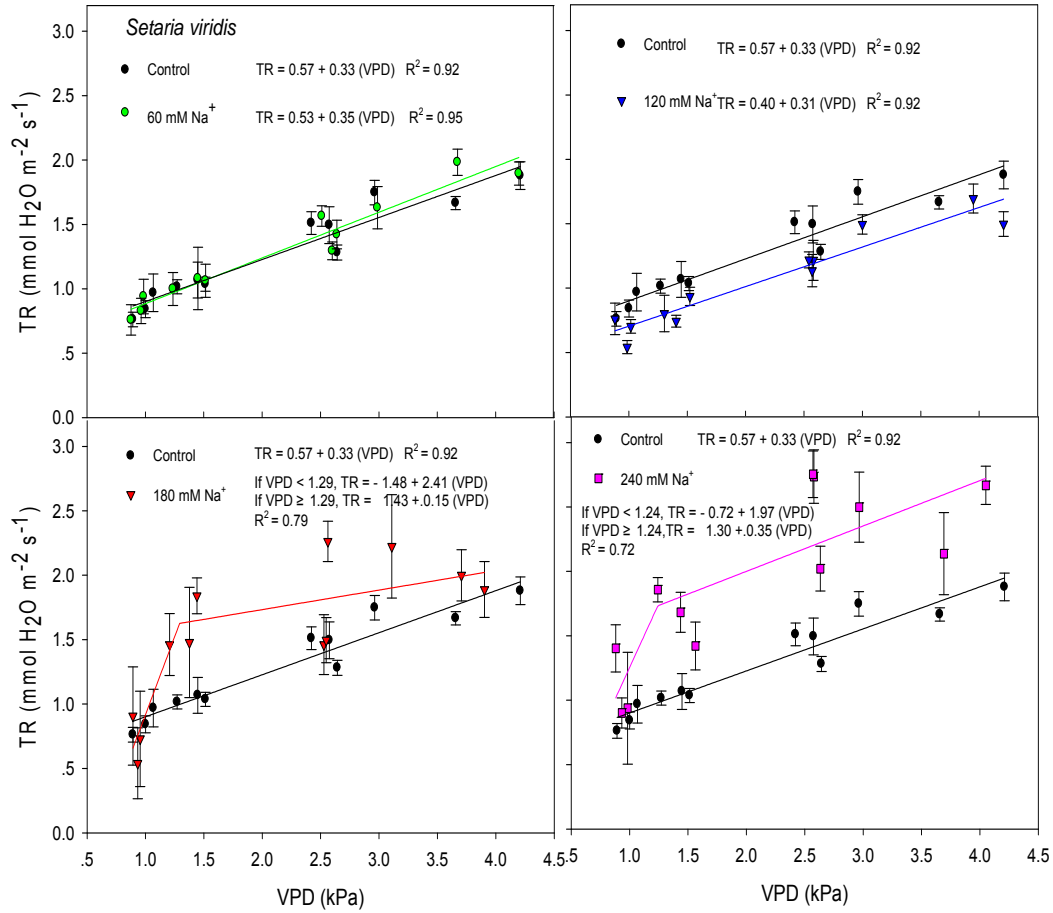 Setaria viridis
Control TR = 0.57 + 0.33 (VPD) R² = 0.92
60 mM Na⁺ TR = 0.53 + 0.35 (VPD) R² = 0.95
TR (mmol H₂O m⁻² s⁻¹)
3.0
2.5
2.0
1.5
1.0
.5
0.0
Control TR = 0.57 + 0.33 (VPD) R² = 0.92
120 mM Na⁺ TR = 0.40 + 0.31 (VPD) R² = 0.92
Control TR = 0.57 + 0.33 (VPD) R² = 0.92
180 mM Na⁺
If VPD < 1.29, TR = - 1.48 + 2.41 (VPD)
If VPD ≥ 1.29, TR = 1.43 +.0.15 (VPD)
R² = 0.79
TR (mmol H₂O m⁻² s⁻¹)
3.0
2.5
2.0
1.5
1.0
.5
0.0
.5 1.0 1.5 2.0 2.5 3.0 3.5 4.0 4.5
VPD (kPa)
Control TR = 0.57 + 0.33 (VPD) R² = 0.92
240 mM Na⁺
If VPD < 1.24, TR = - 0.72 + 1.97 (VPD)
If VPD ≥ 1.24,TR = 1.30 +.0.35 (VPD)
R² = 0.72
.5 1.0 1.5 2.0 2.5 3.0 3.5 4.0 4.5
VPD (kPa)